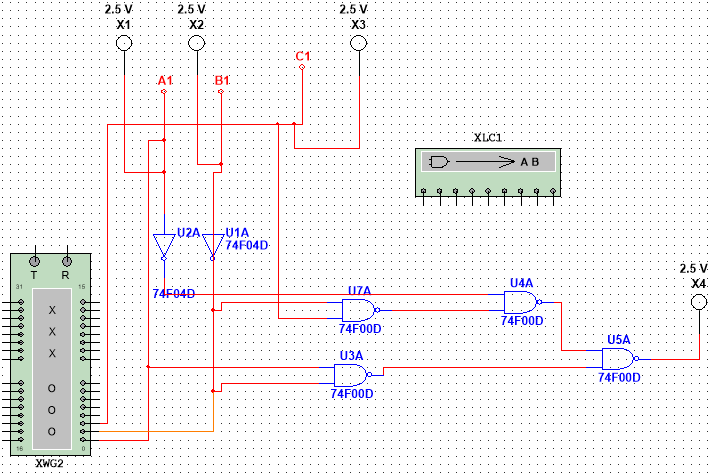 2.5 V
X1
2.5 V
X2
2.5 V
X3
A1
B1
C1
XLC1
A B
U2A
74F04D
U1A
74F04D
T R
31 15
X
X
X
O
O
O
16 0
XWG2
U7A
74F00D
U4A
74F00D
U3A
74F00D
U5A
74F00D
2.5 V
X4